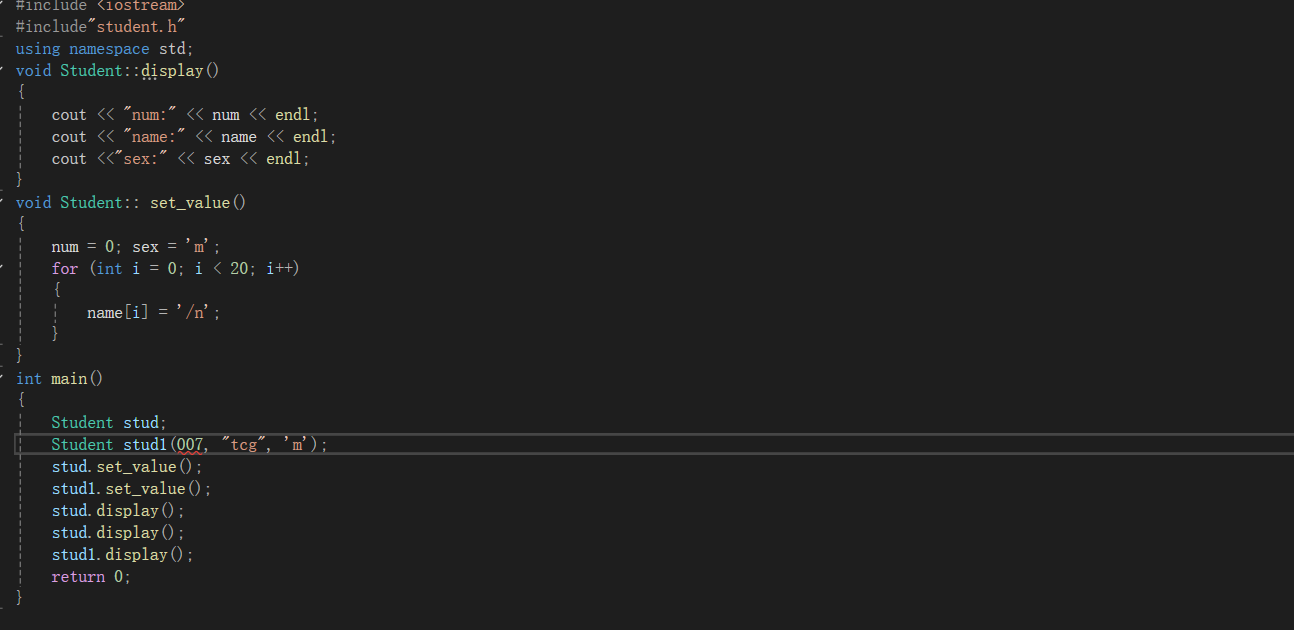 #include <iostream>
#include"student.h"
using namespace std;
void Student::display()
{
cout << "num:" << num << endl;
cout << "name:" << name << endl;
cout <<"sex:" << sex << endl;
}
void Student:: set_value()
{
num = 0; sex = 'm';
for (int i = 0; i < 20; i++)
{
name[i] = '/n';
}
}
int main()
{
Student stud;
Student stud1(007, "tcg", 'm');
stud.set_value();
stud1.set_value();
stud.display();
stud.display();
stud1.display();
return 0;
}